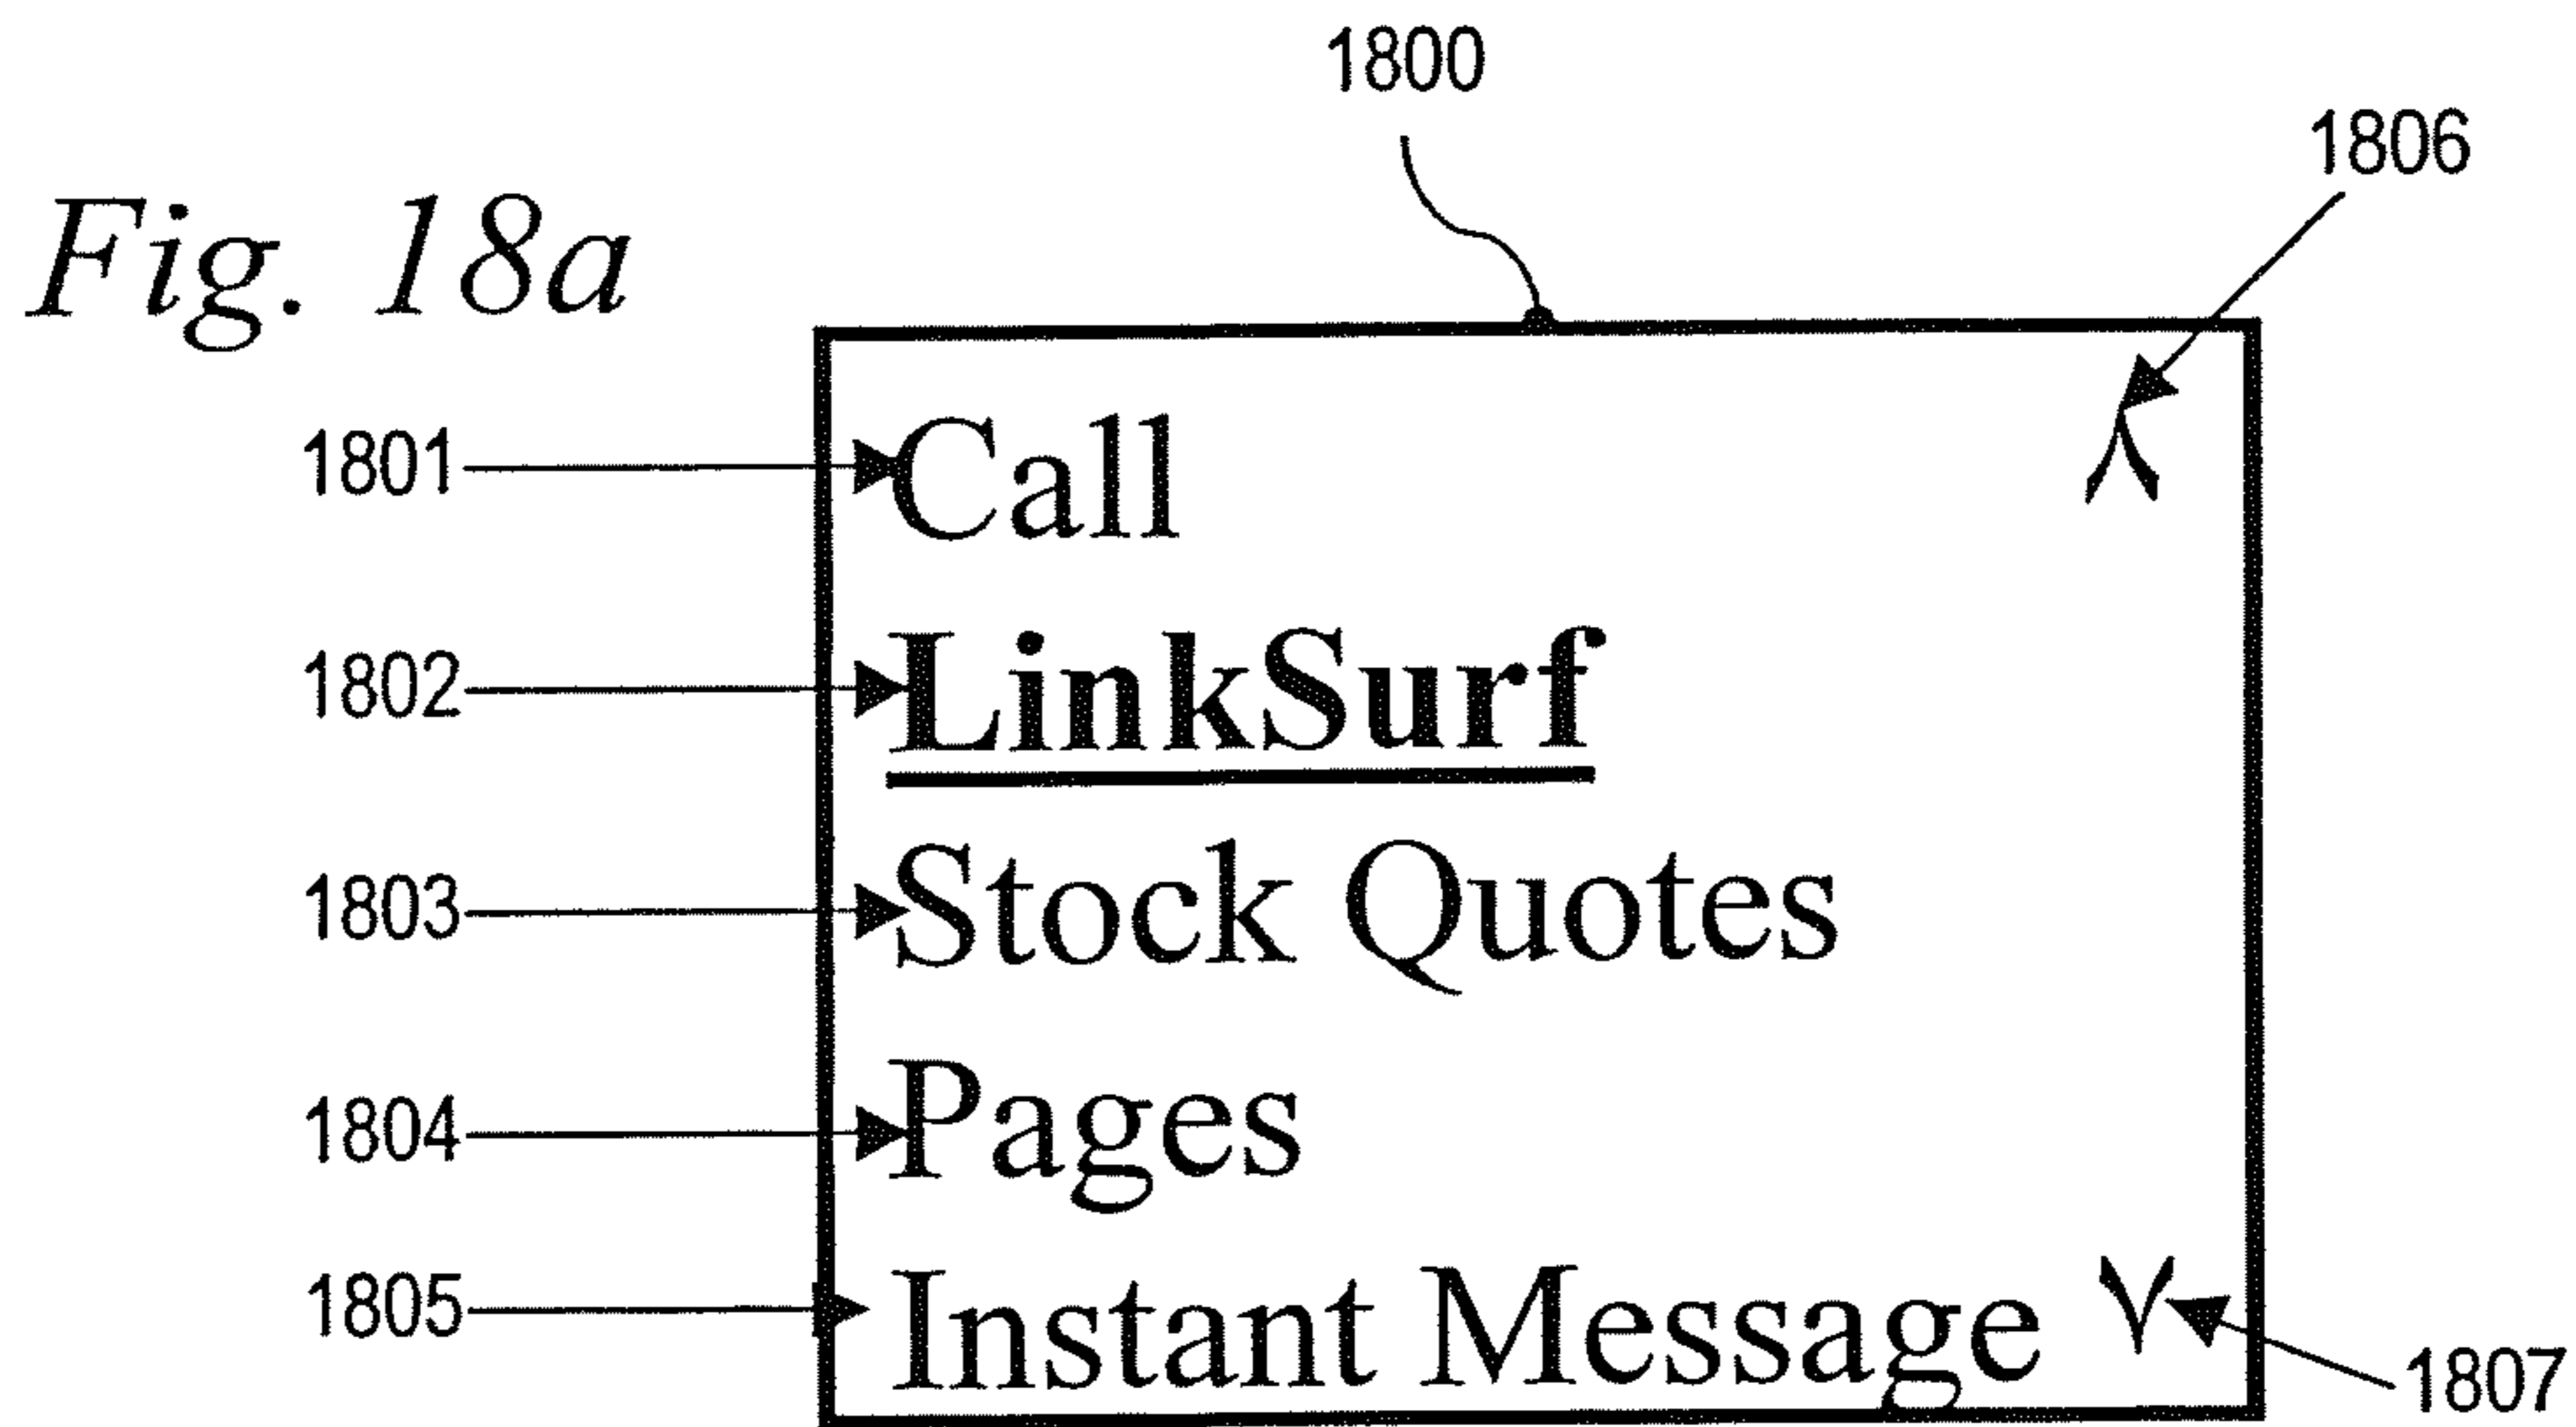 1800
1806
Fig. 18a
1801 Call
1802 LinkSurf
1803 Stock Quotes
1804 Pages
1805 Instant Message
1807